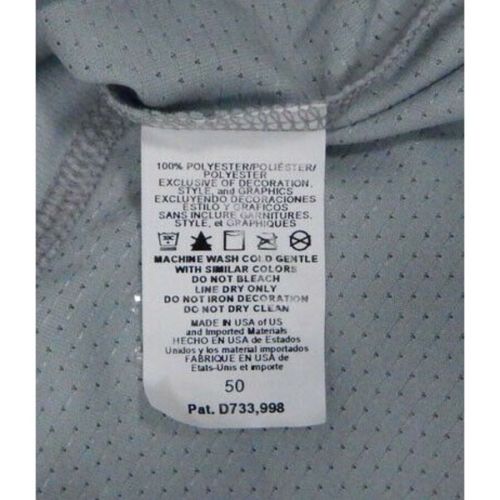 100% POLYESTER/POLIÉSTER/
POLYESTER
EXCLUSIVE OF DECORATION,
STYLE, and GRAPHICS
EXCLUYENDO DECORACIONES
ESTILO Y GRAFICOS
SANS INCLURE GARNITURES,
STYLE, et GRAPHIQUES
MACHINE WASH COLD GENTLE
WITH SIMILAR COLORS
DO NOT BLEACH
LINE DRY ONLY
DO NOT IRON DECORATION
DO NOT DRY CLEAN
MADE IN USA of US
and Imported Materials
HECHO EN USA de Estados
Unidos y los material importados
FABRIQUE EN USA de
Etats-Unis et importe
50
Pat. D733,998